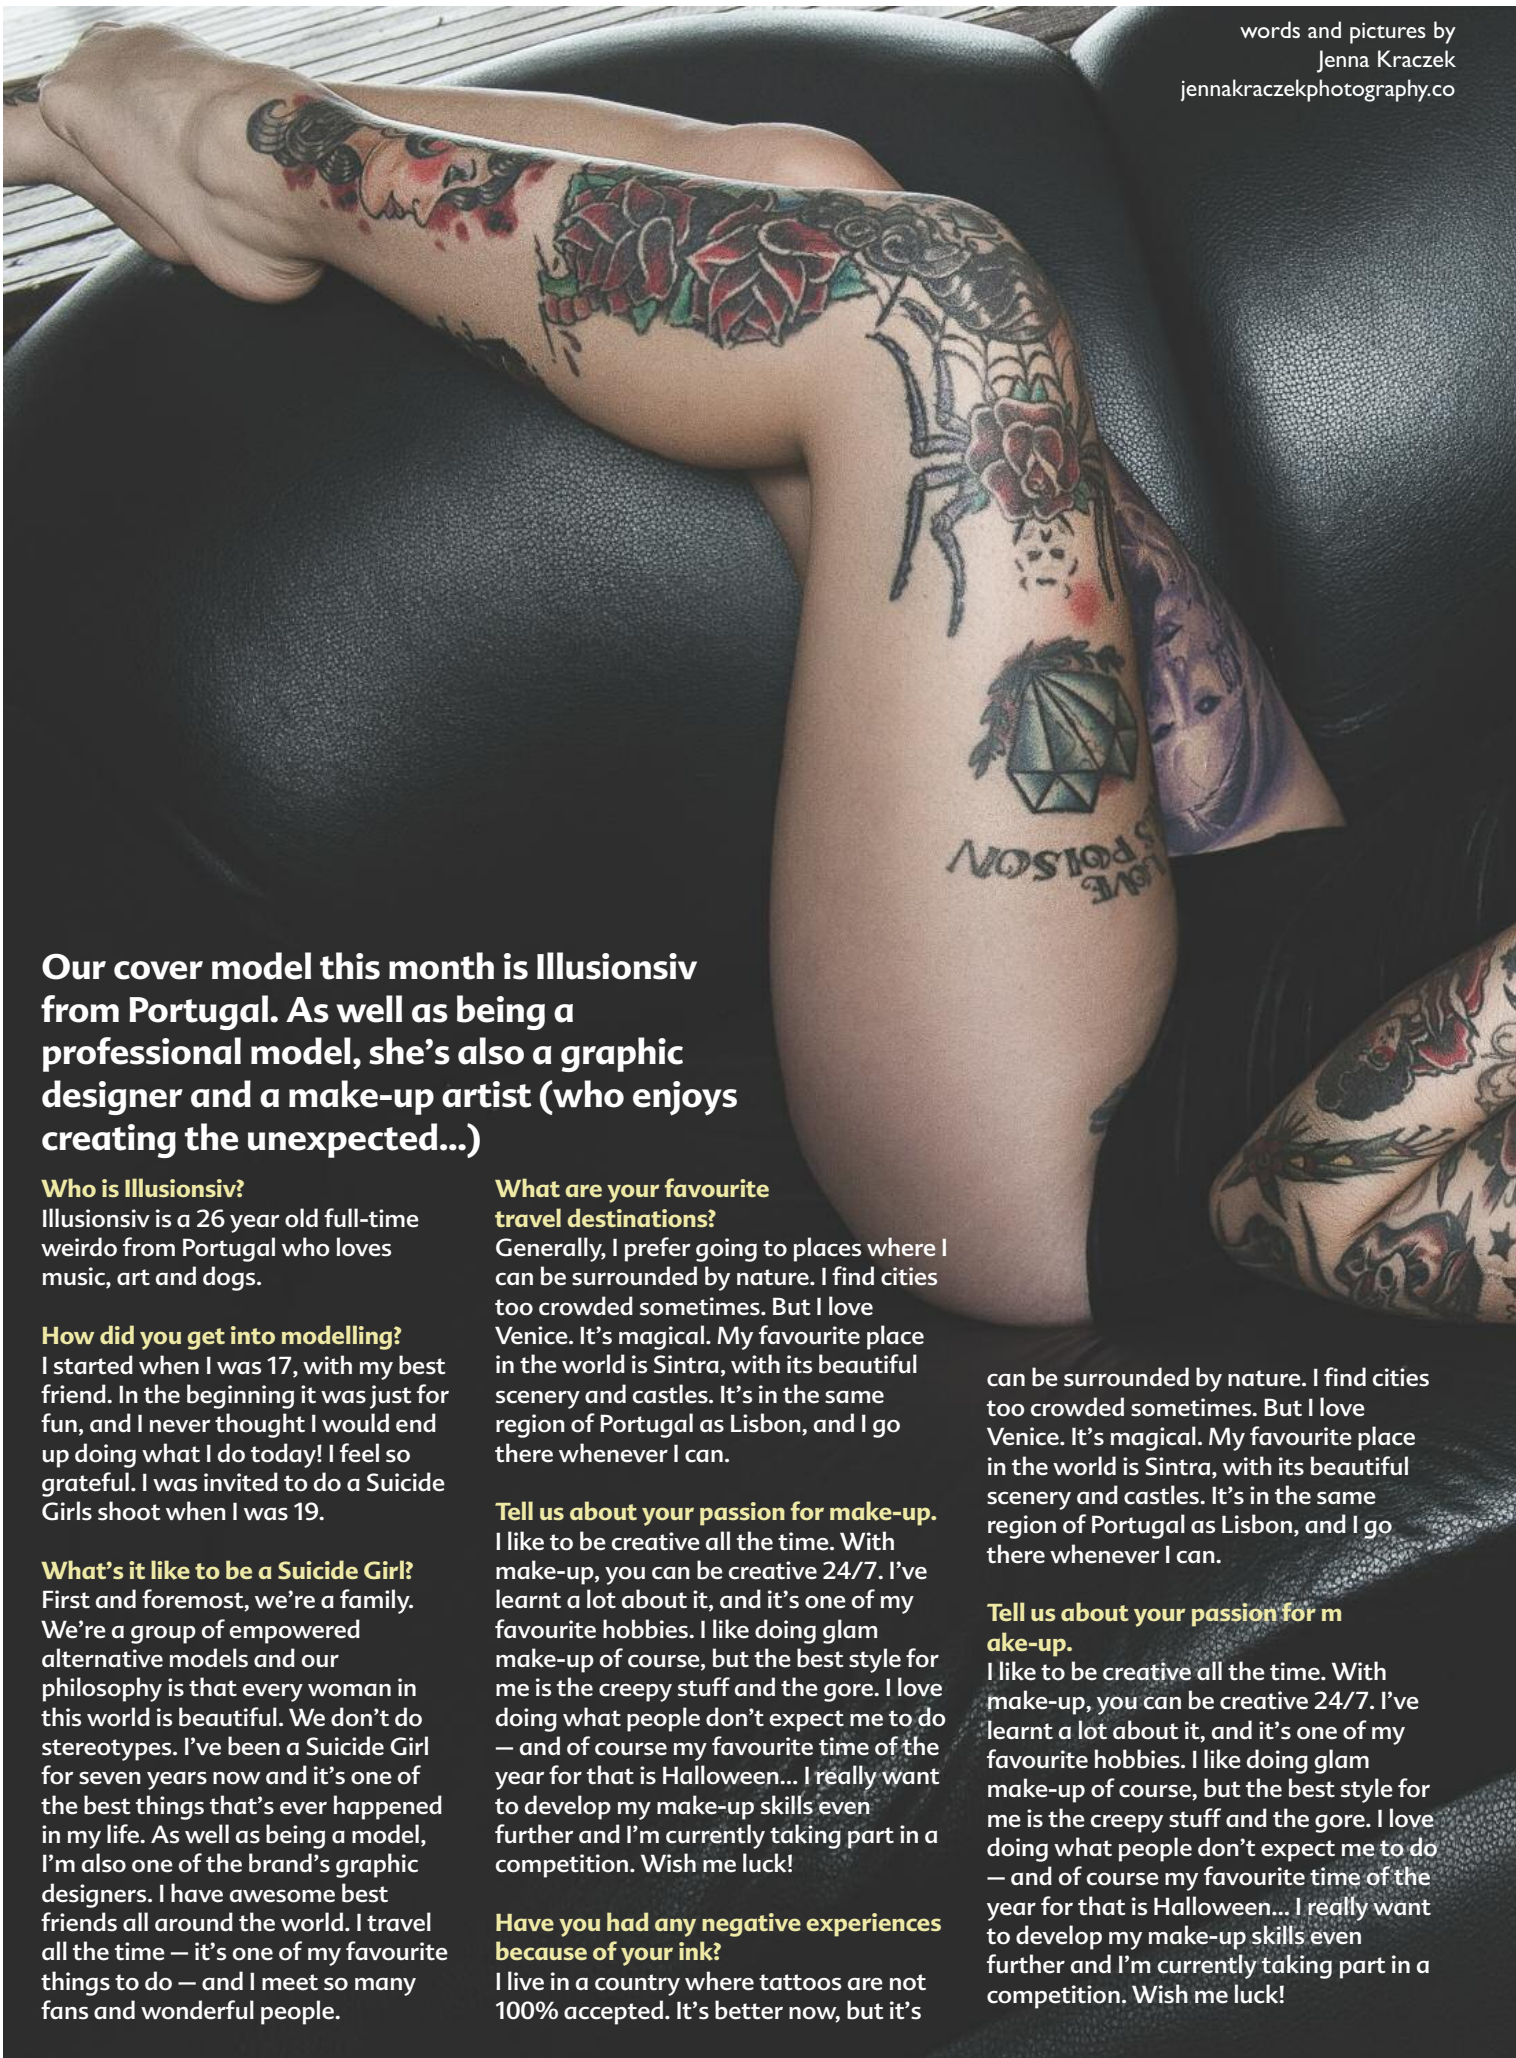 words and pictures by
Jenna Kraczek
jennakraczekphotography.co
LOVE
IS POISON
Our cover model this month is Illusionsiv
from Portugal. As well as being a
professional model, she’s also a graphic
designer and a make-up artist (who enjoys
creating the unexpected...)
Who is Illusionsiv?
Illusionsiv is a 26 year old full-time
weirdo from Portugal who loves
music, art and dogs.
How did you get into modelling?
I started when I was 17, with my best
friend. In the beginning it was just for
fun, and I never thought I would end
up doing what I do today! I feel so
grateful. I was invited to do a Suicide
Girls shoot when I was 19.
What’s it like to be a Suicide Girl?
First and foremost, we’re a family.
We’re a group of empowered
alternative models and our
philosophy is that every woman in
this world is beautiful. We don’t do
stereotypes. I’ve been a Suicide Girl
for seven years now and it’s one of
the best things that’s ever happened
in my life. As well as being a model,
I’m also one of the brand’s graphic
designers. I have awesome best
friends all around the world. I travel
all the time — it’s one of my favourite
things to do — and I meet so many
fans and wonderful people.
What are your favourite
travel destinations?
Generally, I prefer going to places where I
can be surrounded by nature. I find cities
too crowded sometimes. But I love
Venice. It’s magical. My favourite place
in the world is Sintra, with its beautiful
scenery and castles. It’s in the same
region of Portugal as Lisbon, and I go
there whenever I can.
Tell us about your passion for make-up.
I like to be creative all the time. With
make-up, you can be creative 24/7. I’ve
learnt a lot about it, and it’s one of my
favourite hobbies. I like doing glam
make-up of course, but the best style for
me is the creepy stuff and the gore. I love
doing what people don’t expect me to do
— and of course my favourite time of the
year for that is Halloween... I really want
to develop my make-up skills even
further and I’m currently taking part in a
competition. Wish me luck!
Have you had any negative experiences
because of your ink?
I live in a country where tattoos are not
100% accepted. It’s better now, but it’s
can be surrounded by nature. I find cities
too crowded sometimes. But I love
Venice. It’s magical. My favourite place
in the world is Sintra, with its beautiful
scenery and castles. It’s in the same
region of Portugal as Lisbon, and I go
there whenever I can.
Tell us about your passion for m
ake-up.
I like to be creative all the time. With
make-up, you can be creative 24/7. I’ve
learnt a lot about it, and it’s one of my
favourite hobbies. I like doing glam
make-up of course, but the best style for
me is the creepy stuff and the gore. I love
doing what people don’t expect me to do
— and of course my favourite time of the
year for that is Halloween... I really want
to develop my make-up skills even
further and I’m currently taking part in a
competition. Wish me luck!